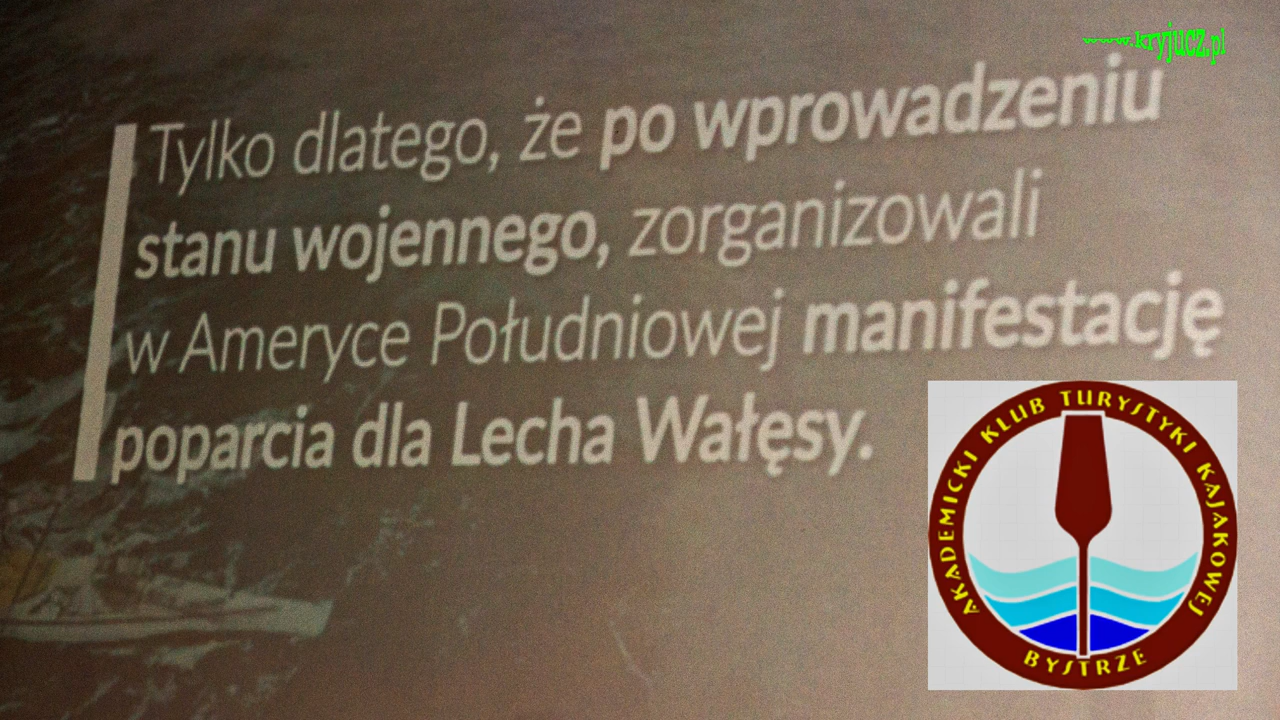 www.kryjucz.pl
Tylko dlatego, że po wprowadzeniu
stanu wojennego, zorganizowali
w Ameryce Południowej manifestację
poparcia dla Lecha Wałęsy.
AKADEMICKI KLUB TURYSTYKI KAJAKOWEJ
BYSTRZE